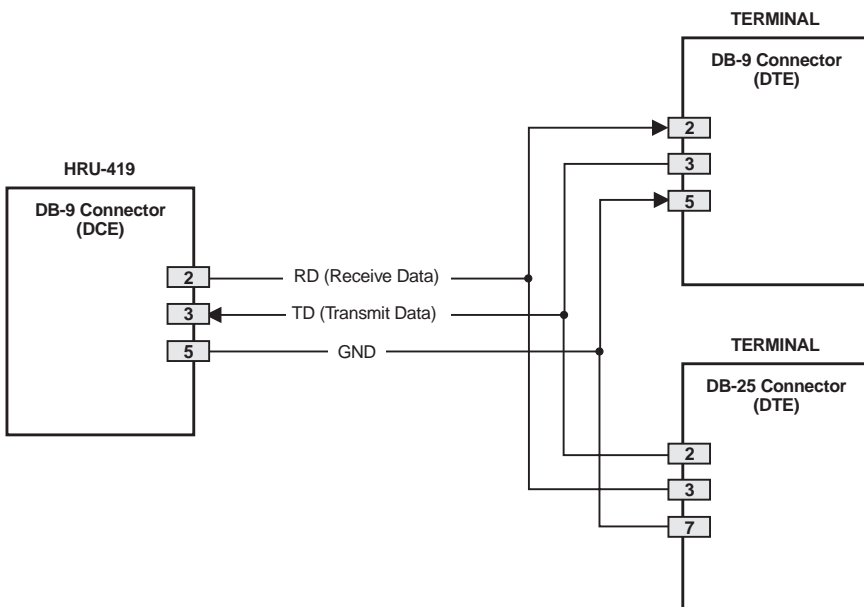 HRU-419
DB-9 Connector
(DCE)
2
3
5
RD (Receive Data)
TD (Transmit Data)
GND
TERMINAL
DB-9 Connector
(DTE)
2
3
5
TERMINAL
DB-25 Connector
(DTE)
2
3
7